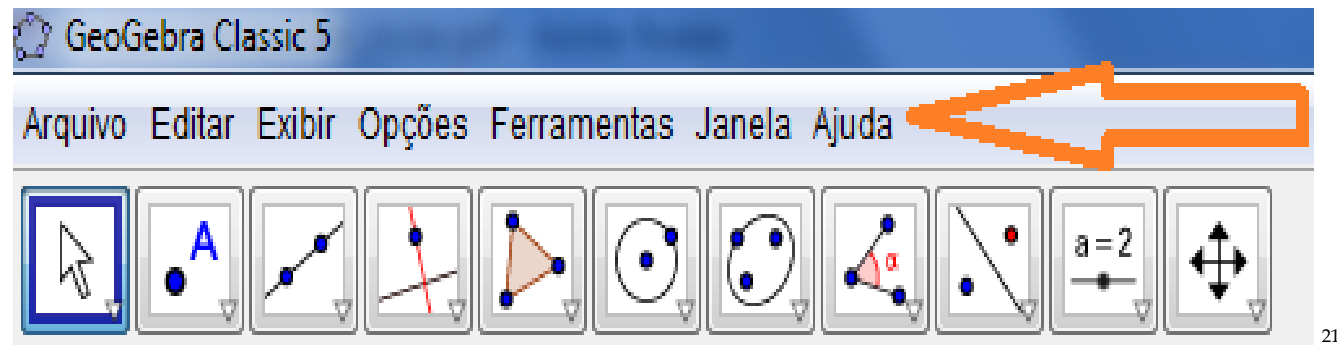 GeoGebra Classic 5
Arquivo Editar Exibir Opções Ferramentas Janela Ajuda
A
α
a = 2
21